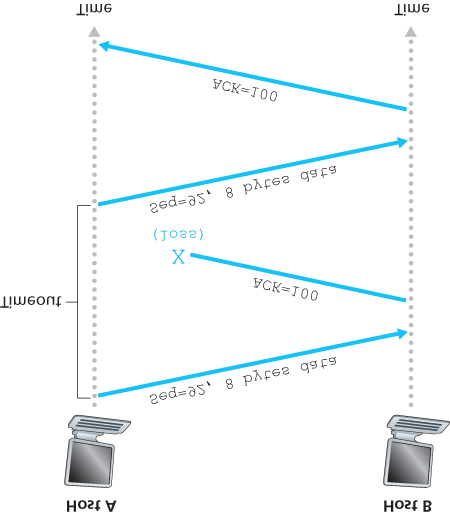 Time
Time
ACK=100
Seq=92, 8 bytes data
(loss)
X
ACK=100
Timeout
Seq=92, 8 bytes data
Host A
Host B